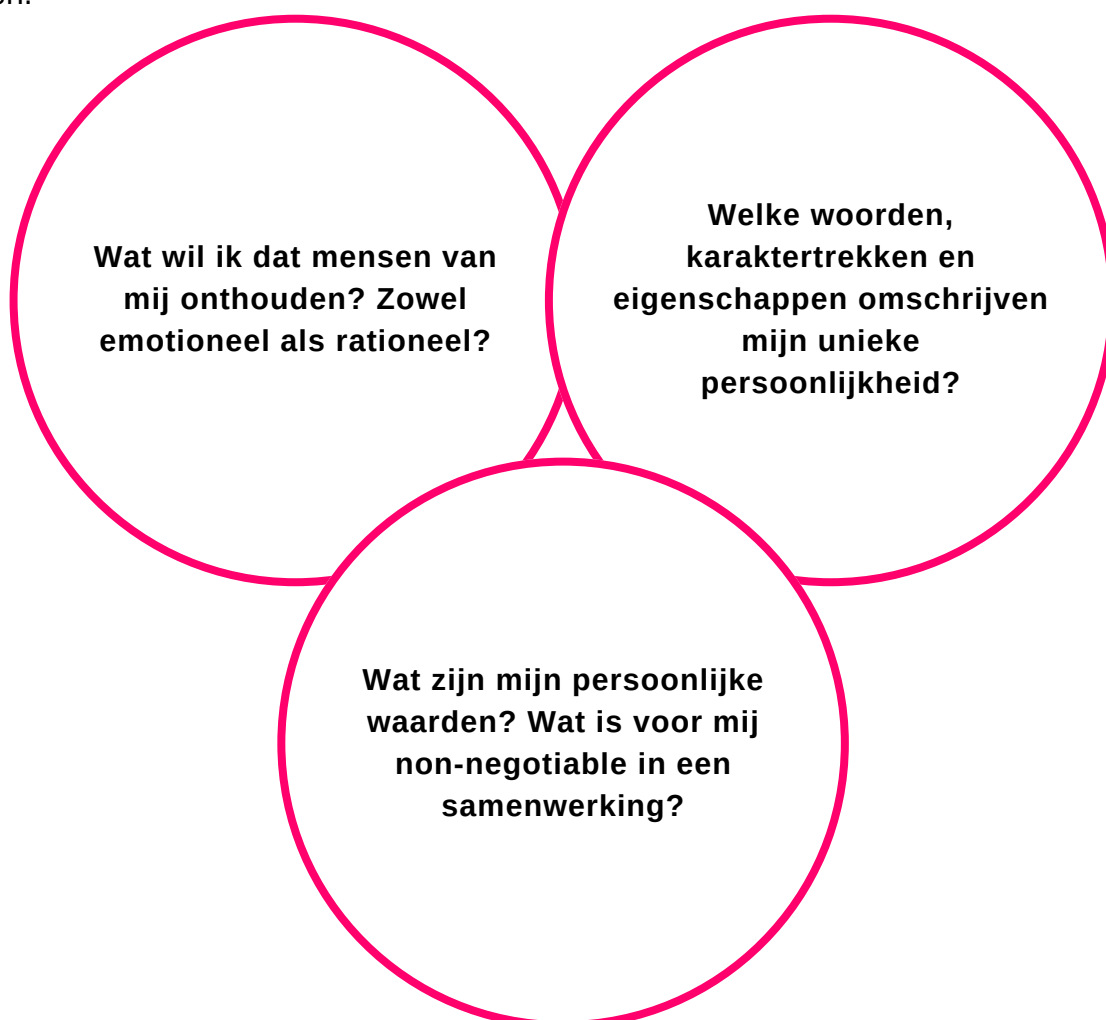 Wat wil ik dat mensen van
mij onthouden? Zowel
emotioneel als rationeel?
Welke woorden,
karaktertrekken en
eigenschappen omschrijven
mijn unieke
persoonlijkheid?
Wat zijn mijn persoonlijke
waarden? Wat is voor mij
non-negotiable in een
samenwerking?